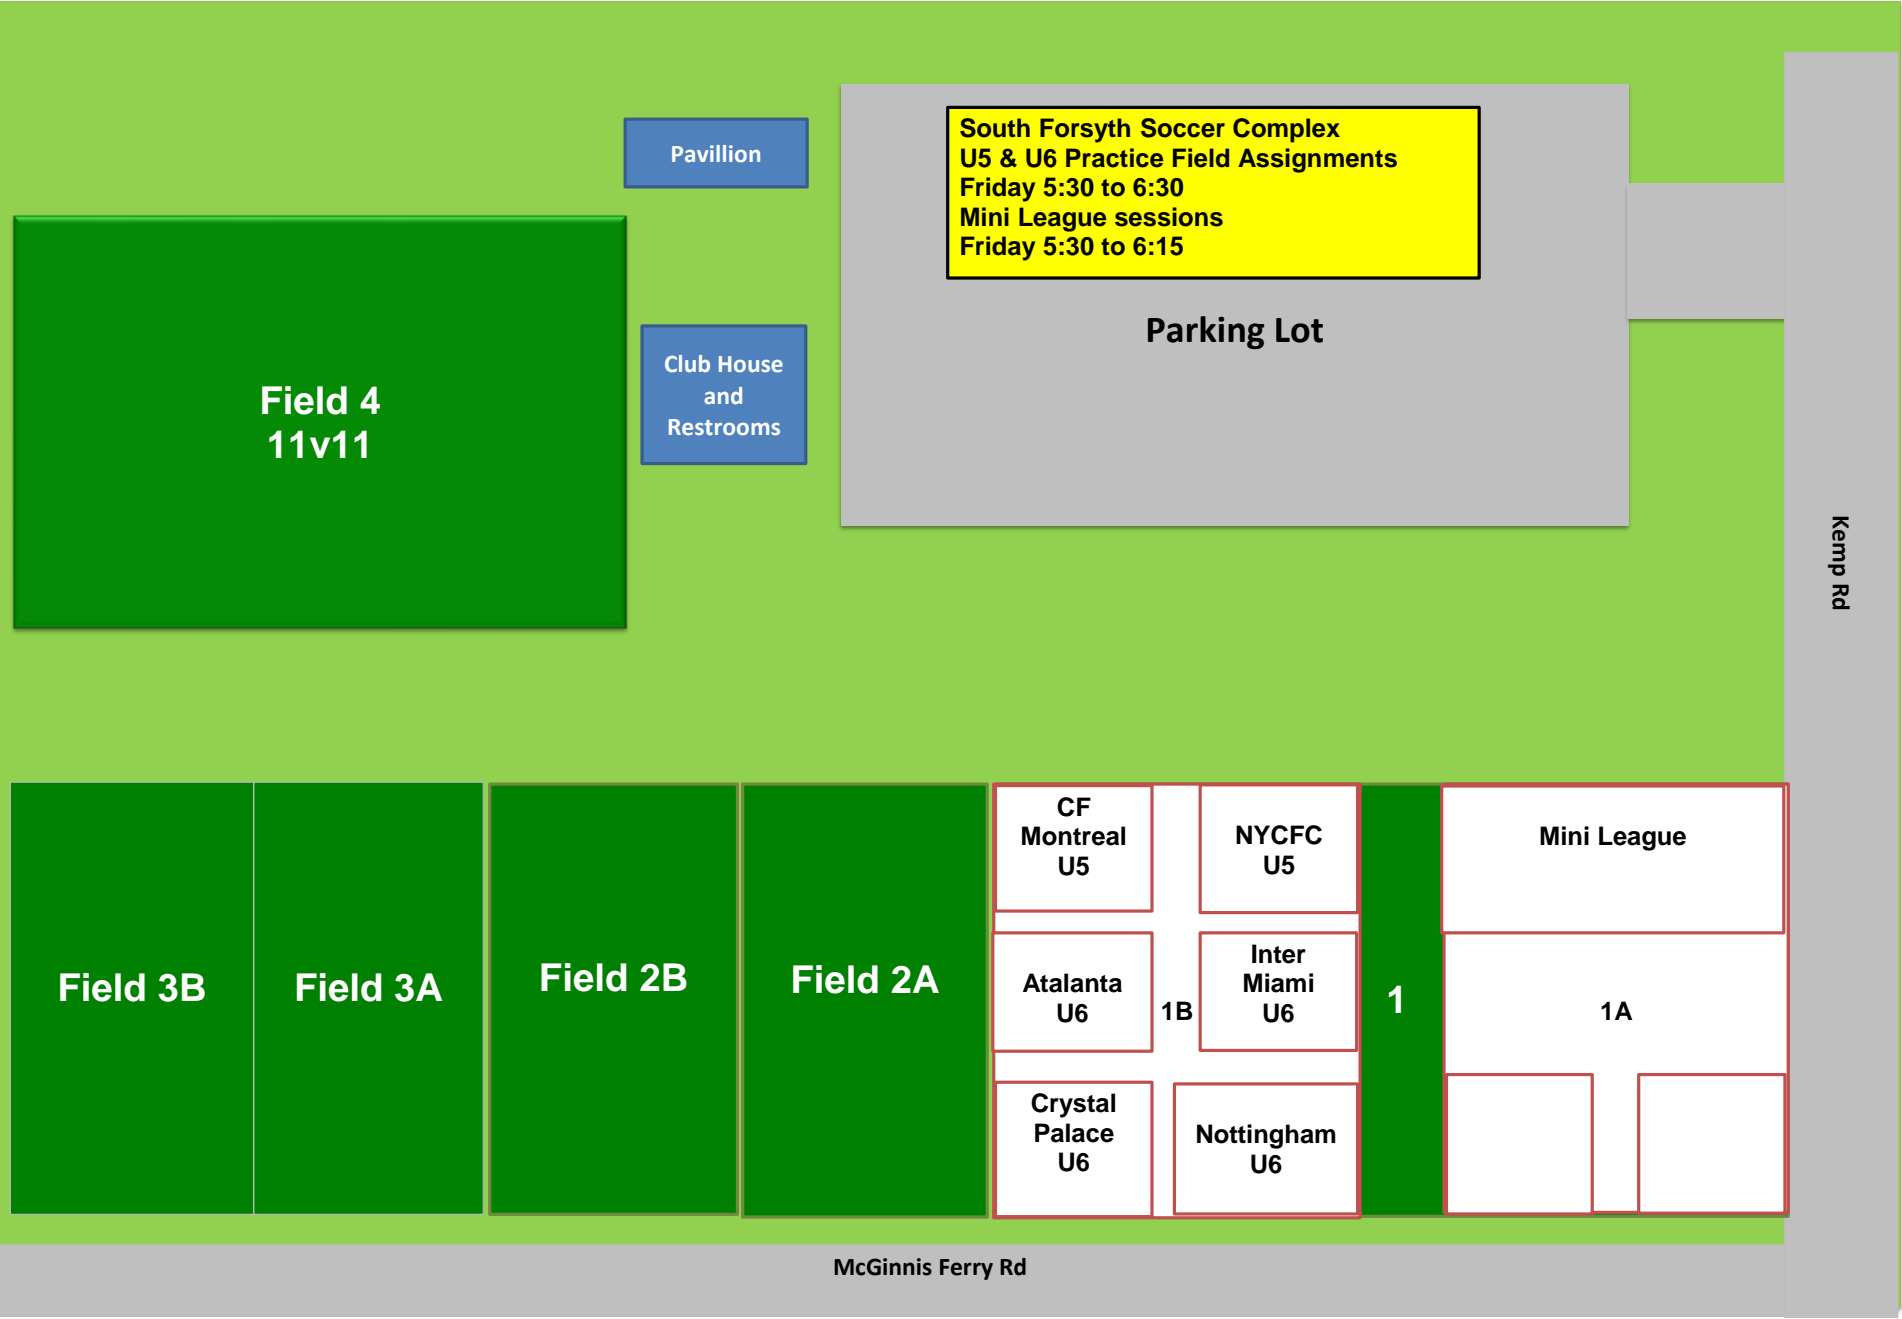 South Forsyth Soccer Complex
U5 & U6 Practice Field Assignments
Friday 5:30 to 6:30
Mini League sessions
Friday 5:30 to 6:15
Pavillion
Parking Lot
Club House
and
Restrooms
Field 4
11v11
Kemp Rd
CF
Montreal
U5
NYCFC
U5
Mini League
Field 3B
Field 3A
Field 2B
Field 2A
Atalanta
U6
1B
Inter
Miami
U6
1
1A
Crystal
Palace
U6
Nottingham
U6
McGinnis Ferry Rd